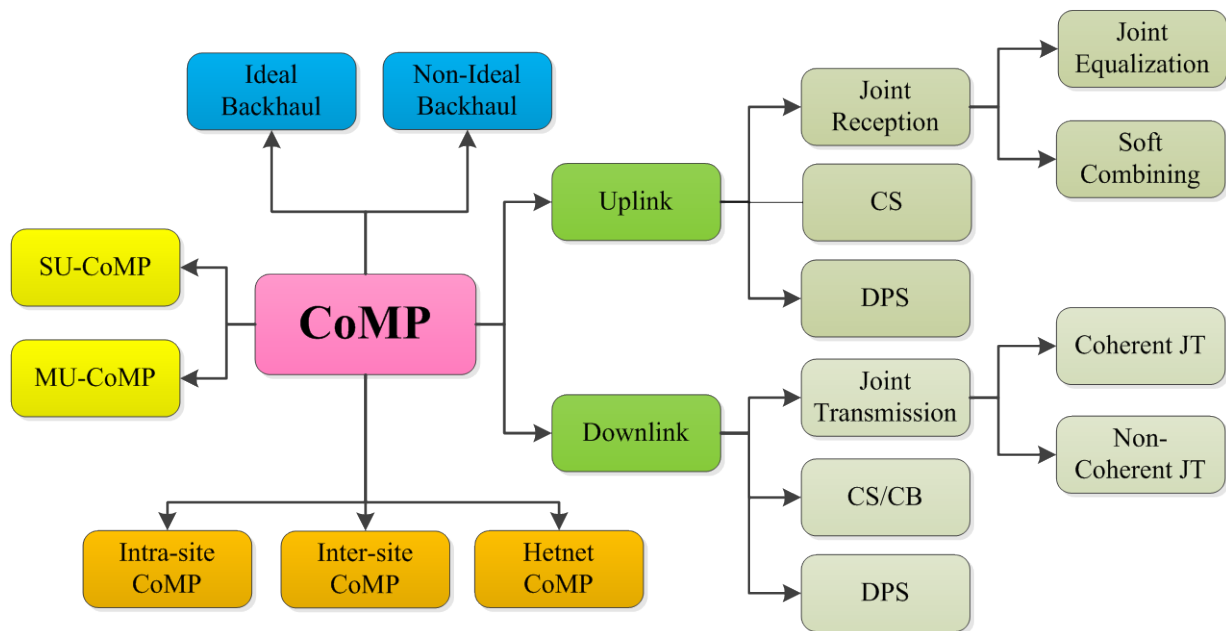 Ideal
Backhaul
Non-Ideal
Backhaul
SU-CoMP
MU-CoMP
CoMP
Intra-site
CoMP
Inter-site
CoMP
Hetnet
CoMP
Uplink
Joint
Reception
Joint
Equalization
Soft
Combining
CS
DPS
Downlink
Joint
Transmission
Coherent JT
Non-
Coherent JT
CS/CB
DPS